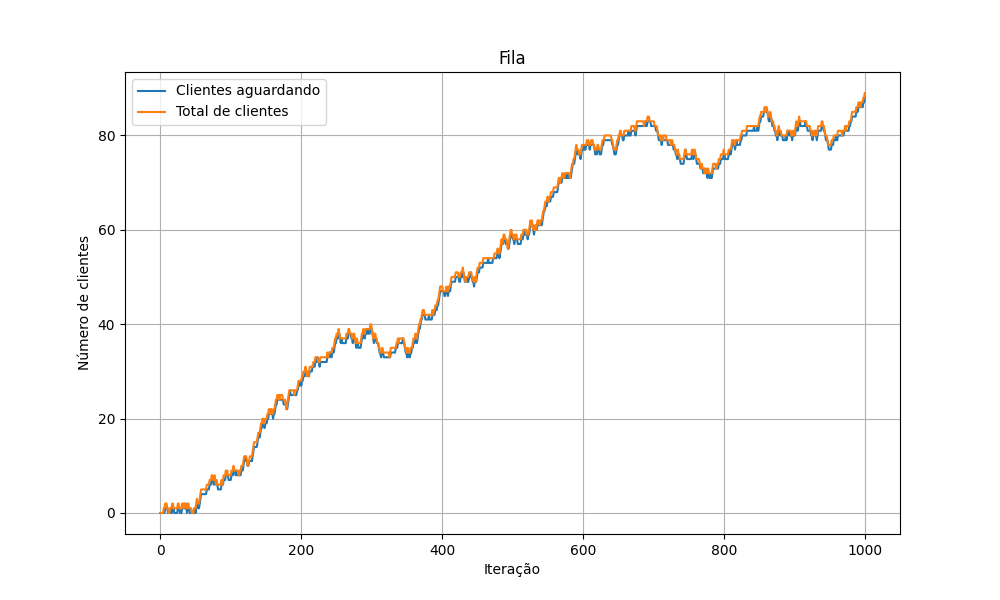 Fila
Clientes aguardando
Total de clientes
Número de clientes
80
60
40
20
0
0 200 400 600 800 1000
Iteração